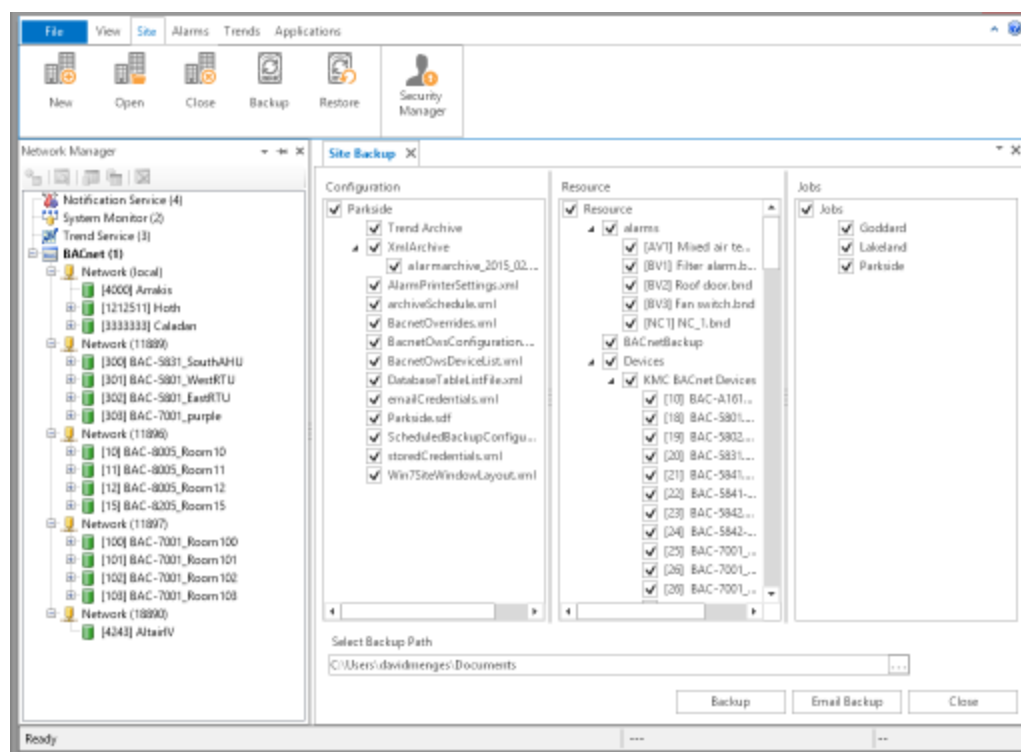 File View Site Alarms Trends Applications
New Open Close Backup Restore Security Manager
Network Manager
Notification Service (4)
System Monitor (2)
Trend Service (3)
BACnet (1)
Network (local)
[4000] Arrakis
[1212511] Hoth
[3333333] Caladan
Network (11889)
[300] BAC-5831_SouthAHU
[301] BAC-5801_WestRTU
[302] BAC-5801_EastRTU
[303] BAC-7001_purple
Network (11896)
[10] BAC-8005_Room10
[11] BAC-8005_Room11
[12] BAC-8005_Room12
[15] BAC-8205_Room15
Network (11897)
[100] BAC-7001_Room100
[101] BAC-7001_Room101
[102] BAC-7001_Room102
[103] BAC-7001_Room103
Network (18890)
[4243] AltairIV
Site Backup
Configuration
Parkside
Trend Archive
XmlArchive
alarmarchive_2015_02...
AlarmPrinterSettings.xml
archiveSchedule.xml
BacnetOverrides.xml
BacnetOwsConfiguration....
BacnetOwsDeviceList.xml
DatabaseTableListFile.xml
emailCredentials.xml
Parkside.sdf
ScheduledBackupConfigu...
storedCredentials.xml
Win7SiteWindowLayout.xml
Resource
Resource
alarms
[AV1] Mixed air te...
[BV1] Filter alarm.b...
[BV2] Roof door.bnd
[BV3] Fan switch.bnd
[NC1] NC_1.bnd
BACnetBackup
Devices
KMC BACnet Devices
[10] BAC-A161...
[18] BAC-5801...
[19] BAC-5802...
[20] BAC-5831...
[21] BAC-5841...
[22] BAC-5841-...
[23] BAC-5842...
[24] BAC-5842-...
[25] BAC-7001_...
[26] BAC-7001_...
[26] BAC-7001_...
Jobs
Jobs
Goddard
Lakeland
Parkside
Select Backup Path
C:\Users\davidmenges\Documents
...
Backup Email Backup Close
Ready --- --